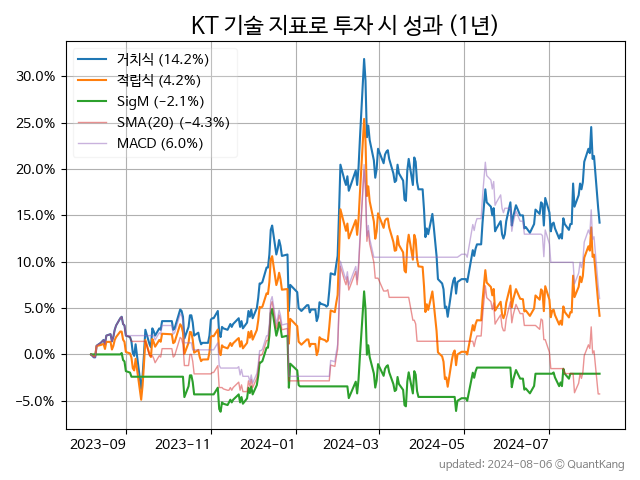 KT 기술 지표로 투자 시 성과 (1년)
거치식 (14.2%)
적립식 (4.2%)
SigM (−2.1%)
SMA(20) (−4.3%)
MACD (6.0%)
30.0%
25.0%
20.0%
15.0%
10.0%
5.0%
0.0%
−5.0%
2023-09 2023-11 2024-01 2024-03 2024-05 2024-07
updated: 2024-08-06 ⓒ QuantKang